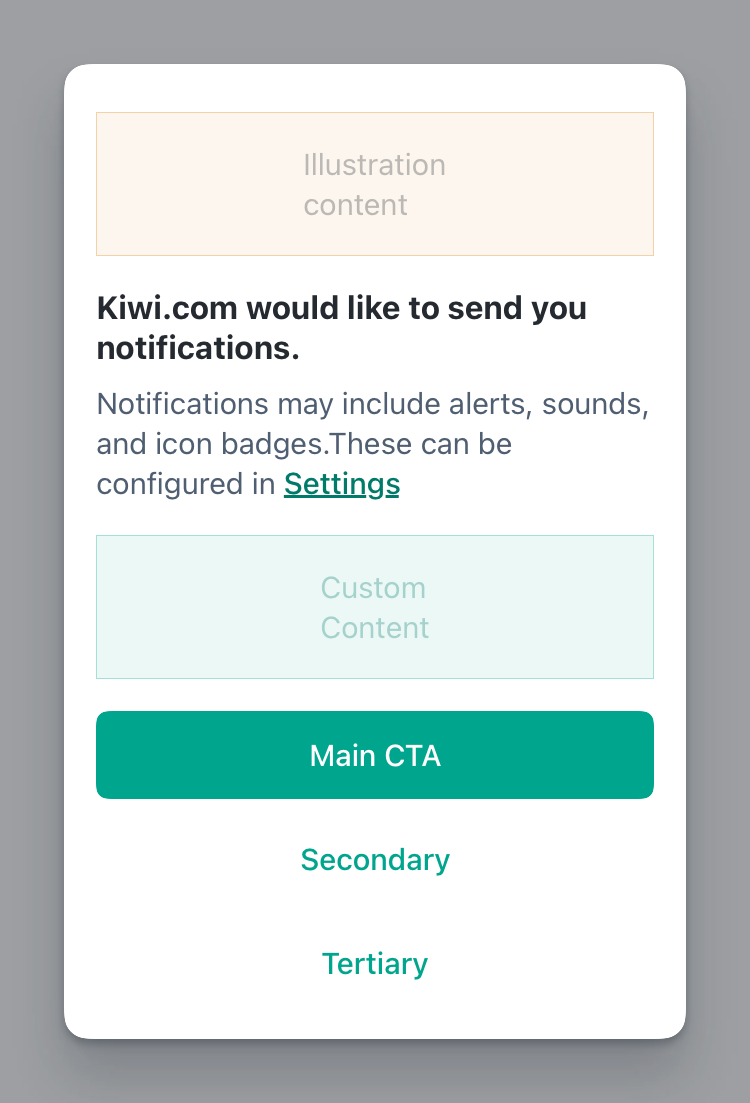 Illustration
content
Kiwi.com would like to send you
notifications.
Notifications may include alerts, sounds,
and icon badges.These can be
configured in Settings
Custom
Content
Main CTA
Secondary
Tertiary